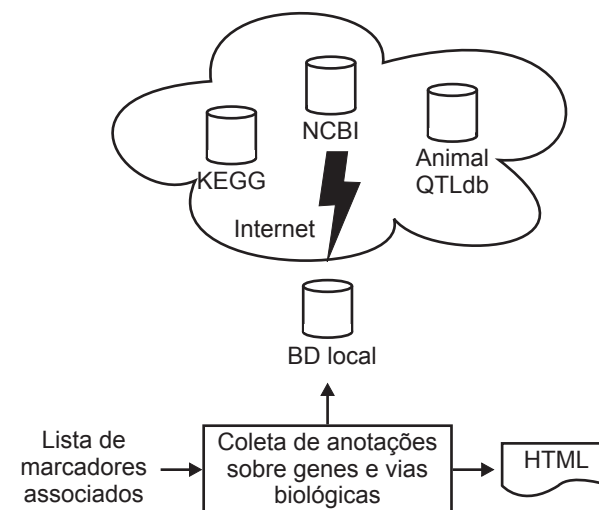 NCBI
KEGG
Animal
QTLdb
Internet
BD local
Lista de
marcadores
associados
Coleta de anotações
sobre genes e vias
biológicas
HTML